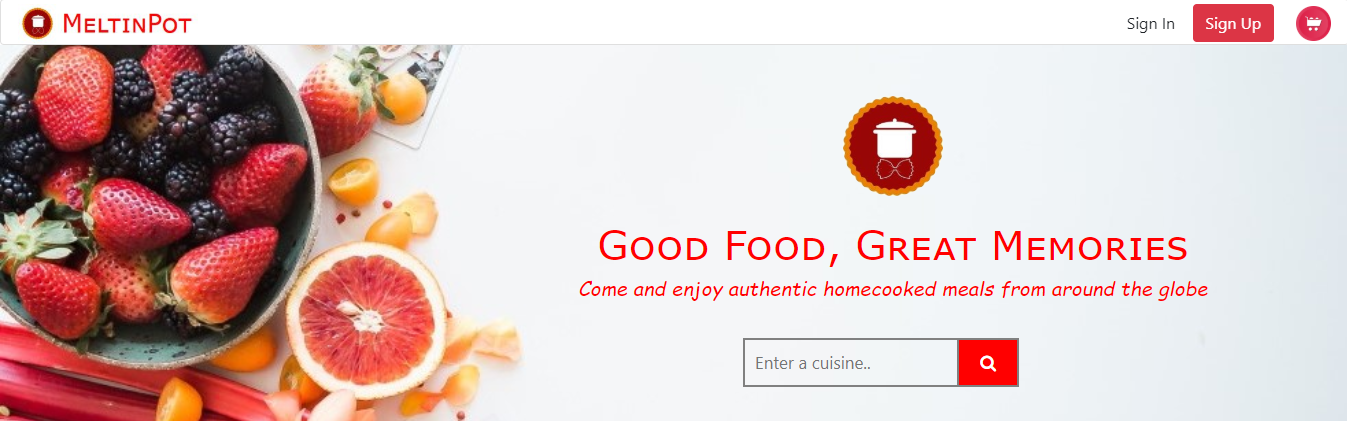 MeltinPot
Sign In
Sign Up
Good Food, Great Memories
Come and enjoy authentic homecooked meals from around the globe
Enter a cuisine..